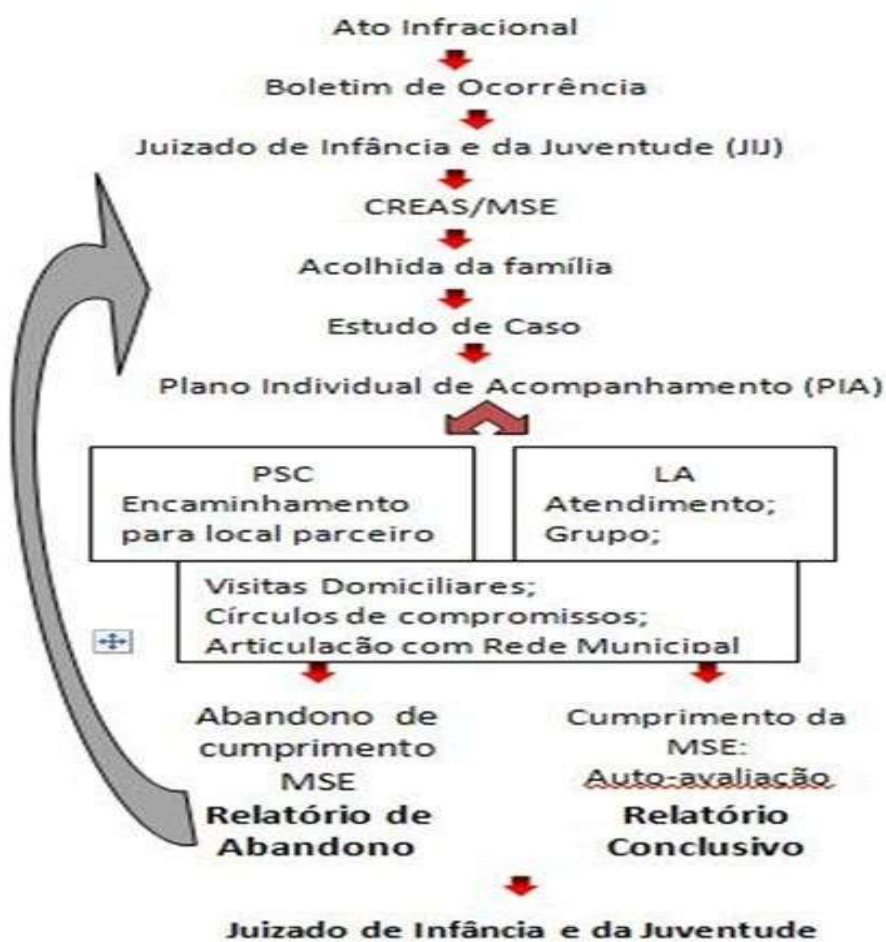 Ato Infracional
Boletim de Ocorrência
Juizado de Infância e da Juventude (JIJ)
CREAS/MSE
Acolhida da família
Estudo de Caso
Plano Individual de Acompanhamento (PIA)
PSC
Encaminhamento
para local parceiro
LA
Atendimento;
Grupo;
Visitas Domiciliares;
Círculos de compromissos;
Articulação com Rede Municipal
Abandono de
cumprimento
MSE
Relatório de
Abandono
Cumprimento da
MSE:
Auto-avaliação
Relatório
Conclusivo
Juizado de Infância e da Juventude